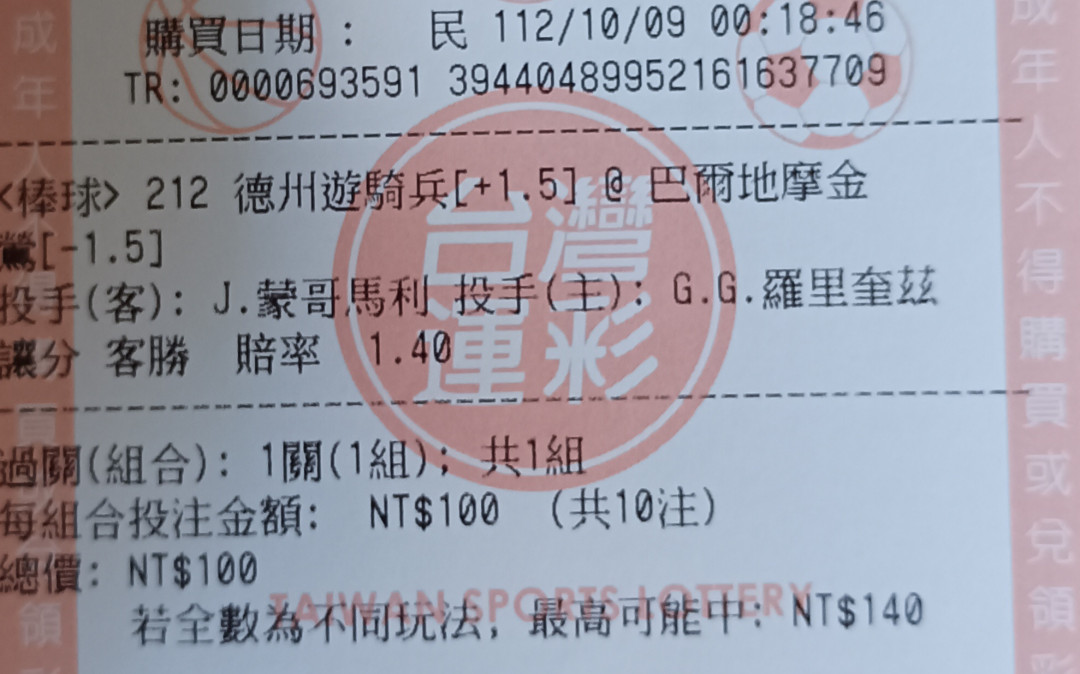 購買日期： 民 112/10/09 00:18:46
TR: 0000693591 39440489952161637709
<棒球> 212 德州遊騎兵[+1.5] @ 巴爾地摩金
鶯[-1.5]
投手(客): J.蒙哥馬利 投手(主): G.G.羅里奎茲
讓分 客勝 賠率 1.40
過關(組合): 1關(1組); 共1組
每組合投注金額: NT$100 (共10注)
總價: NT$100
TAIWAN SPORTS LOTTERY
若全數為不同玩法, 最高可能中: NT$140
台灣
運彩
成年人
領
成年人不得購買或兌領彩